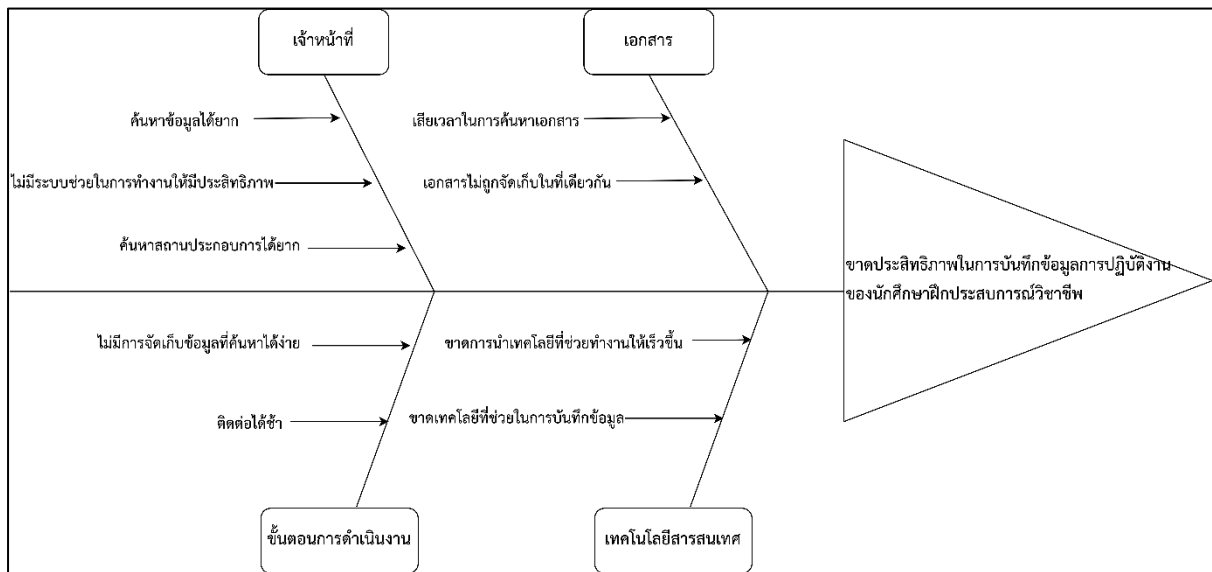 เจ้าหน้าที่
เอกสาร
ค้นหาข้อมูลได้ยาก
เสียเวลาในการค้นหาเอกสาร
ไม่มีระบบช่วยในการทำงานให้มีประสิทธิภาพ
เอกสารไม่ถูกจัดเก็บในที่เดียวกัน
ค้นหาสถานประกอบการได้ยาก
ขาดประสิทธิภาพในการบันทึกข้อมูลการปฏิบัติงาน
ของนักศึกษาฝึกประสบการณ์วิชาชีพ
ไม่มีการจัดเก็บข้อมูลที่ค้นหาได้ง่าย
ขาดการนำเทคโลยีที่ช่วยทำงานให้เร็วขึ้น
ติดต่อได้ช้า
ขาดเทคโลยีที่ช่วยในการบันทึกข้อมูล
ขั้นตอนการดำเนินงาน
เทคโนโลยีสารสนเทศ